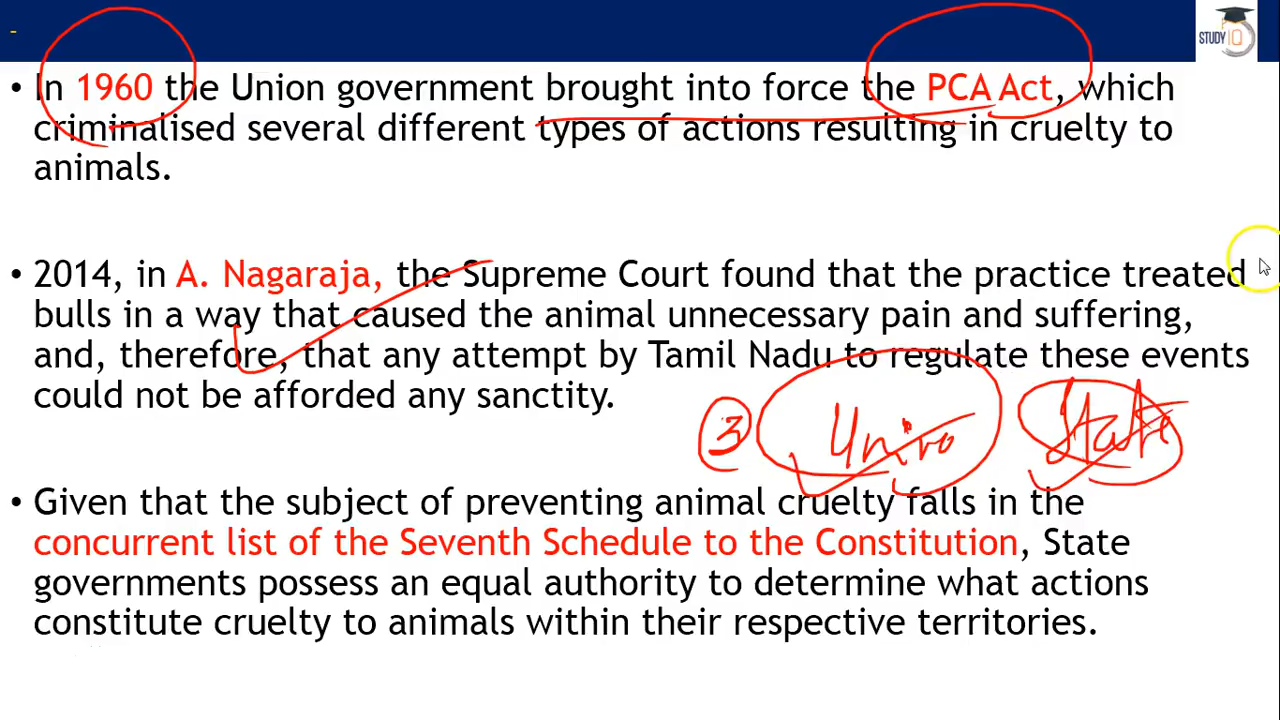 STUDY IQ
• In 1960 the Union government brought into force the PCA Act, which
criminalised several different types of actions resulting in cruelty to
animals.
• 2014, in A. Nagaraja, the Supreme Court found that the practice treated
bulls in a way that caused the animal unnecessary pain and suffering,
and, therefore, that any attempt by Tamil Nadu to regulate these events
could not be afforded any sanctity.
3 Unio State
• Given that the subject of preventing animal cruelty falls in the
concurrent list of the Seventh Schedule to the Constitution, State
governments possess an equal authority to determine what actions
constitute cruelty to animals within their respective territories.